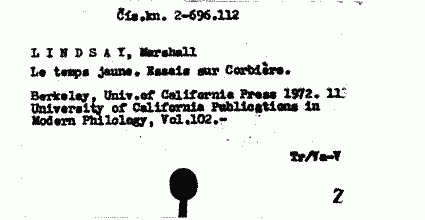 Čís.kn. 2-696.112
L I N D S A Y, Marshall
Le temps jaune. Essais sur Corbière.
Berkeley, Univ.of California Press 1972. 113
University of California Publications in
Modern Philology, Vol.102.-
Tr/Va-V
Z